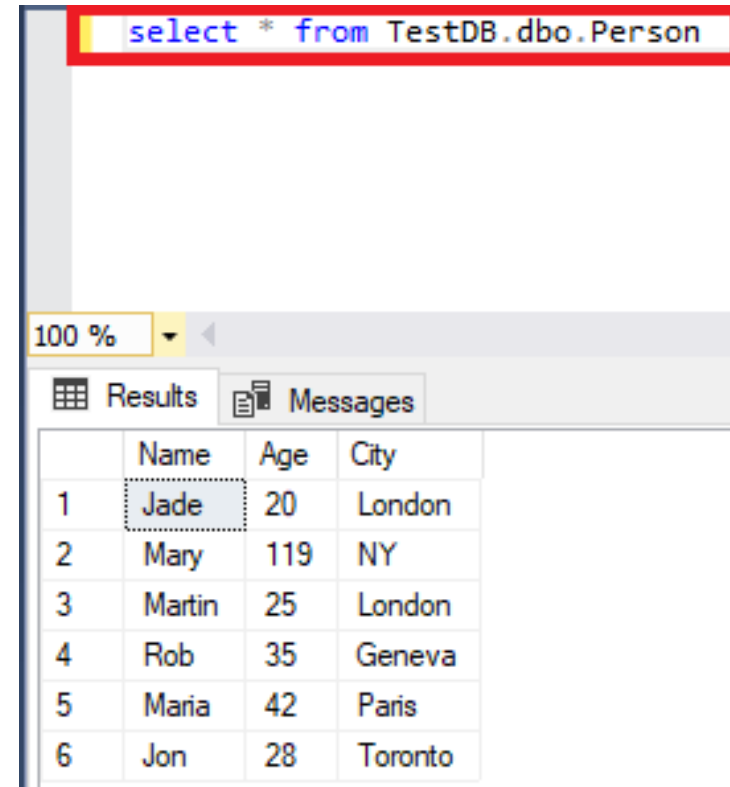 select * from TestDB.dbo.Person
100 %
Results Messages
Name Age City
1 Jade 20 London
2 Mary 119 NY
3 Martin 25 London
4 Rob 35 Geneva
5 Maria 42 Paris
6 Jon 28 Toronto